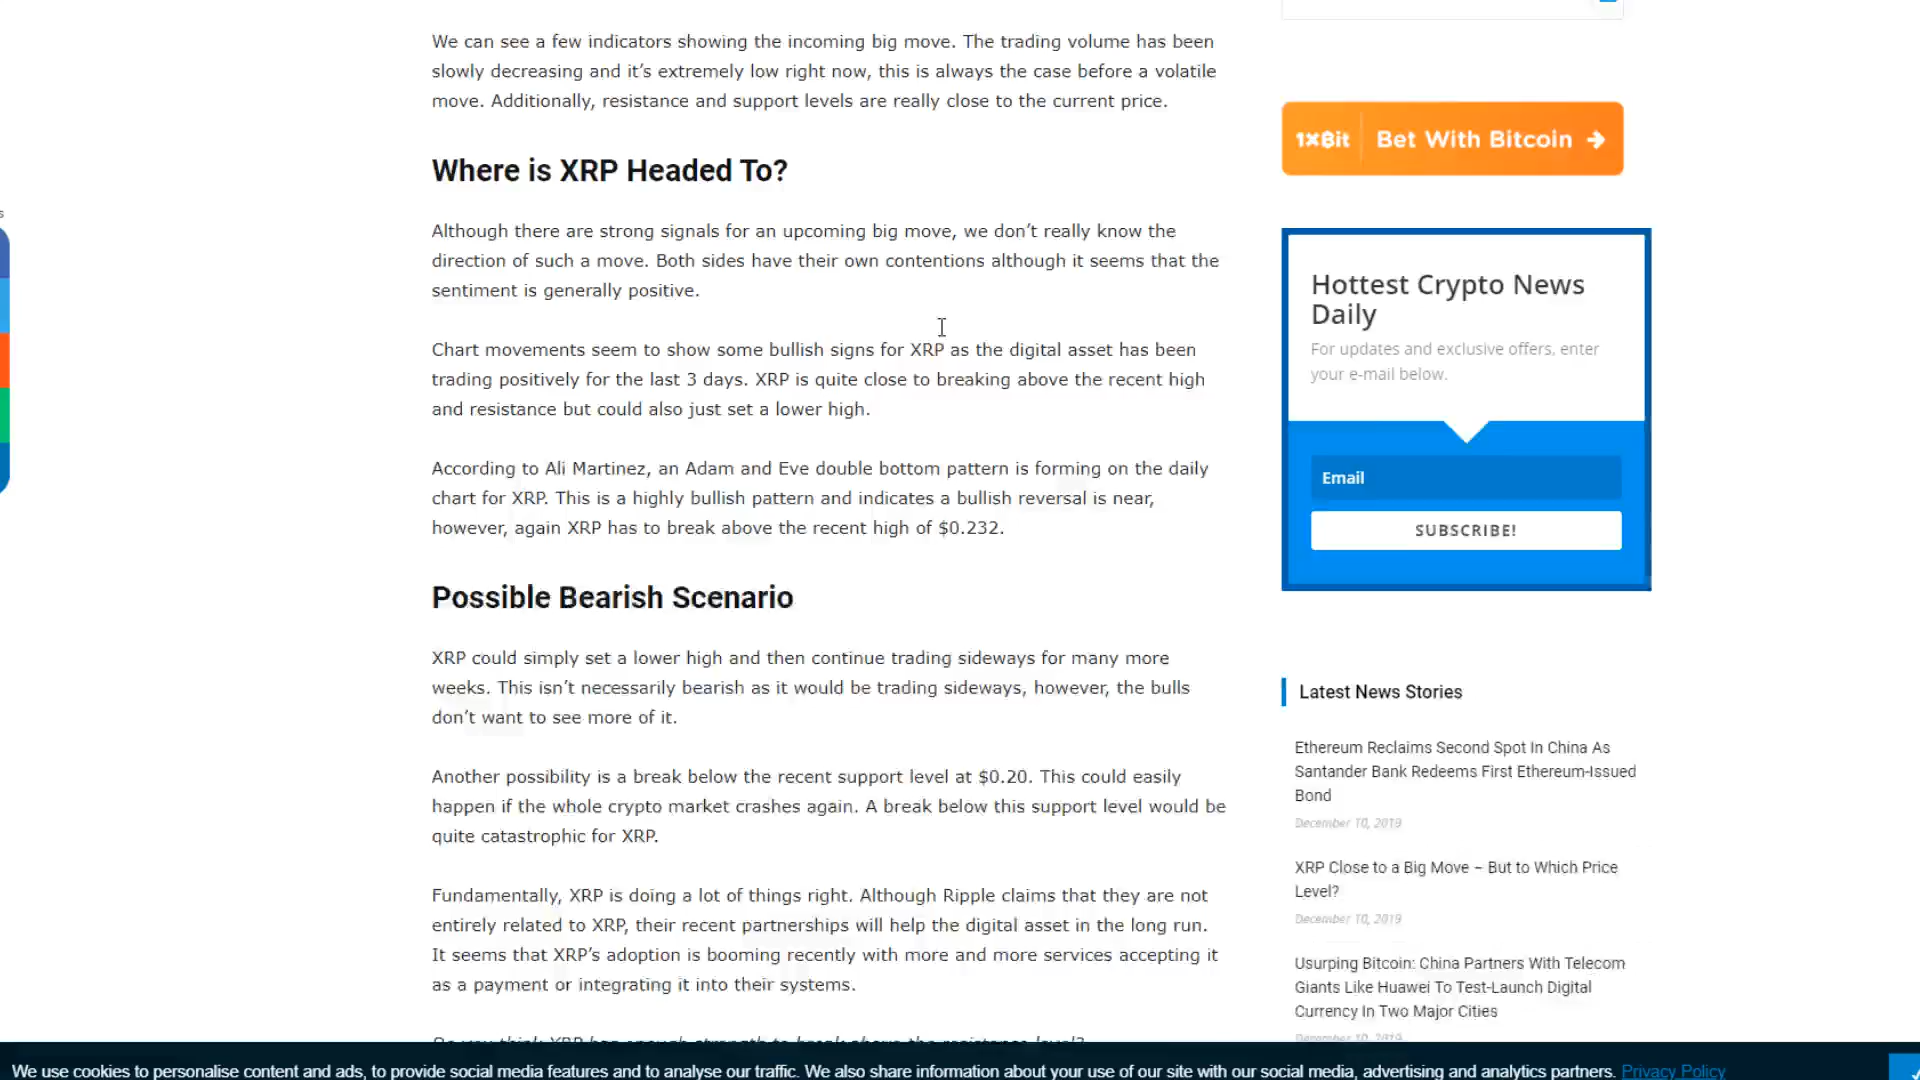 We can see a few indicators showing the incoming big move. The trading volume has been
slowly decreasing and it’s extremely low right now, this is always the case before a volatile
move. Additionally, resistance and support levels are really close to the current price.
Where is XRP Headed To?
Although there are strong signals for an upcoming big move, we don’t really know the
direction of such a move. Both sides have their own contentions although it seems that the
sentiment is generally positive.
Chart movements seem to show some bullish signs for XRP as the digital asset has been
trading positively for the last 3 days. XRP is quite close to breaking above the recent high
and resistance but could also just set a lower high.
According to Ali Martinez, an Adam and Eve double bottom pattern is forming on the daily
chart for XRP. This is a highly bullish pattern and indicates a bullish reversal is near,
however, again XRP has to break above the recent high of $0.232.
Possible Bearish Scenario
XRP could simply set a lower high and then continue trading sideways for many more
weeks. This isn’t necessarily bearish as it would be trading sideways, however, the bulls
don’t want to see more of it.
Another possibility is a break below the recent support level at $0.20. This could easily
happen if the whole crypto market crashes again. A break below this support level would be
quite catastrophic for XRP.
Fundamentally, XRP is doing a lot of things right. Although Ripple claims that they are not
entirely related to XRP, their recent partnerships will help the digital asset in the long run.
It seems that XRP’s adoption is booming recently with more and more services accepting it
as a payment or integrating it into their systems.
Do you think XRP has enough strength to break above the resistance level?
s
1XBit Bet With Bitcoin →
Hottest Crypto News
Daily
For updates and exclusive offers, enter
your e-mail below.
Email
SUBSCRIBE!
Latest News Stories
Ethereum Reclaims Second Spot In China As
Santander Bank Redeems First Ethereum-Issued
Bond
December 10, 2019
XRP Close to a Big Move – But to Which Price
Level?
December 10, 2019
Usurping Bitcoin: China Partners With Telecom
Giants Like Huawei To Test-Launch Digital
Currency In Two Major Cities
December 10, 2019
We use cookies to personalise content and ads, to provide social media features and to analyse our traffic. We also share information about your use of our site with our social media, advertising and analytics partners. Privacy Policy